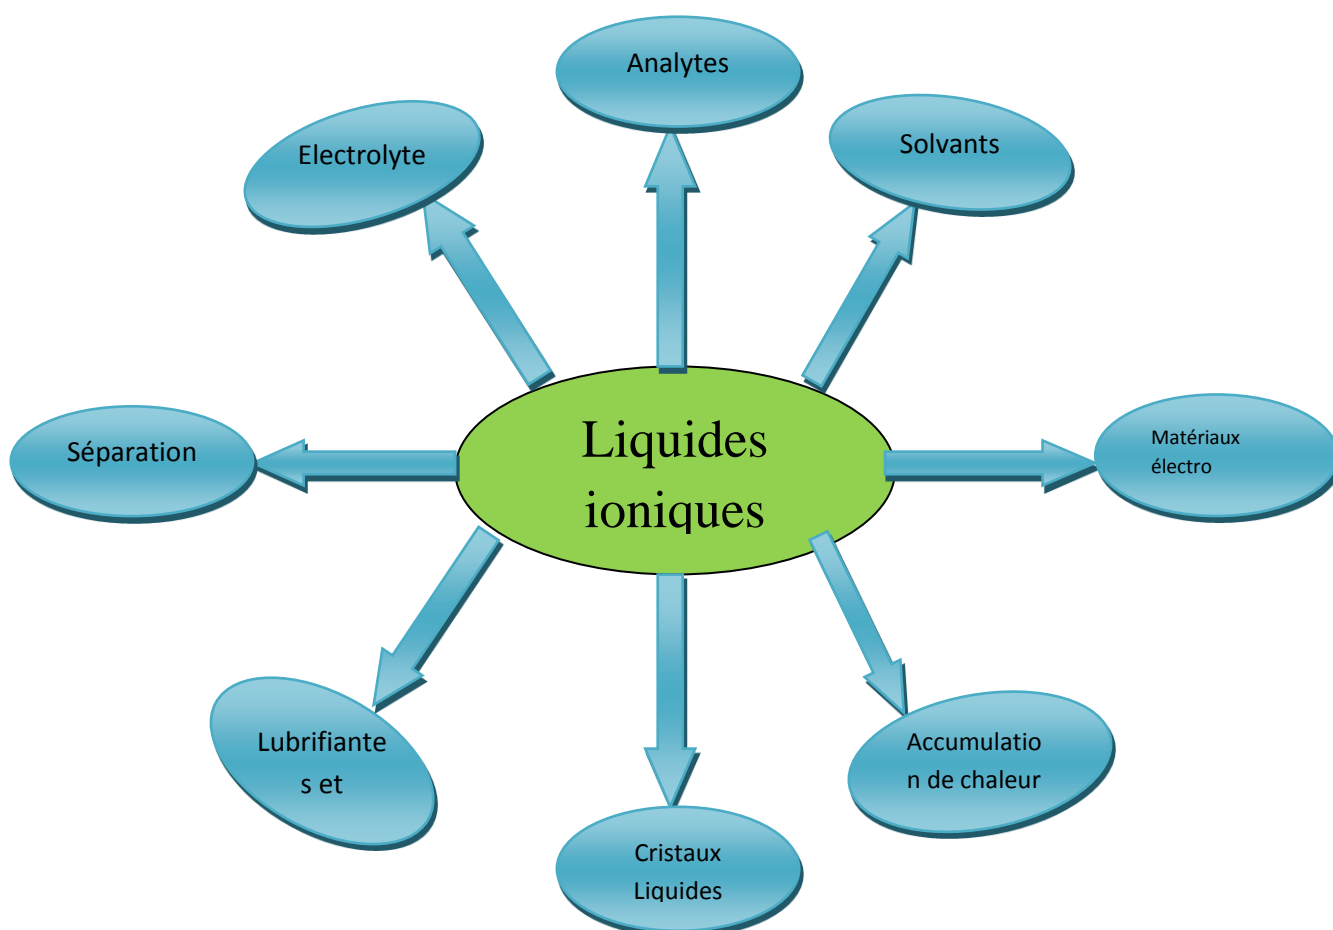 Analytes
Solvants
Electrolyte
Matériaux
électro
Séparation
Liquides
ioniques
Lubrifiante
s et
Accumulatio
n de chaleur
Cristaux
Liquides